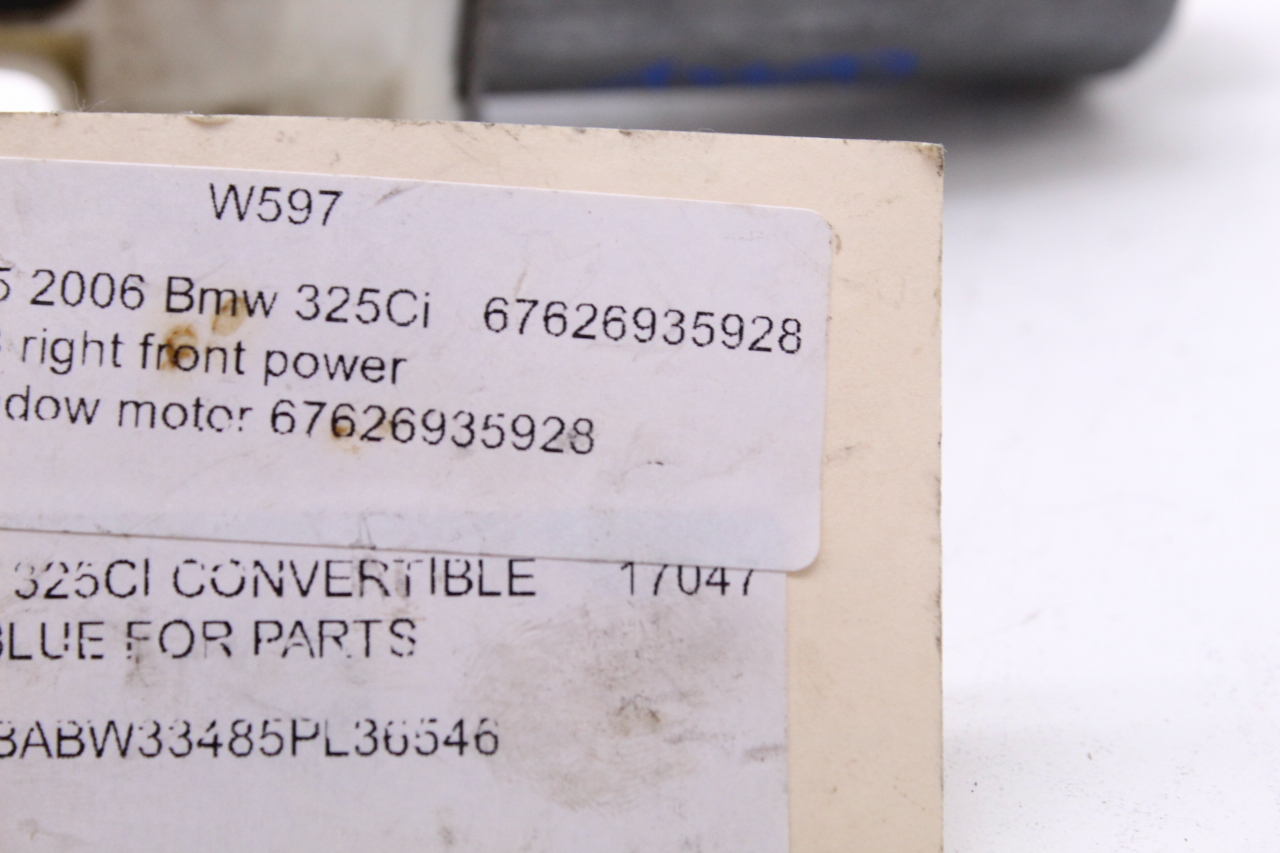 W597
5 2006 Bmw 325Ci 67626935928
right front power
dow motor 67626935928
325CI CONVERTIBLE 17047
BLUE FOR PARTS
BABW33485PL36546